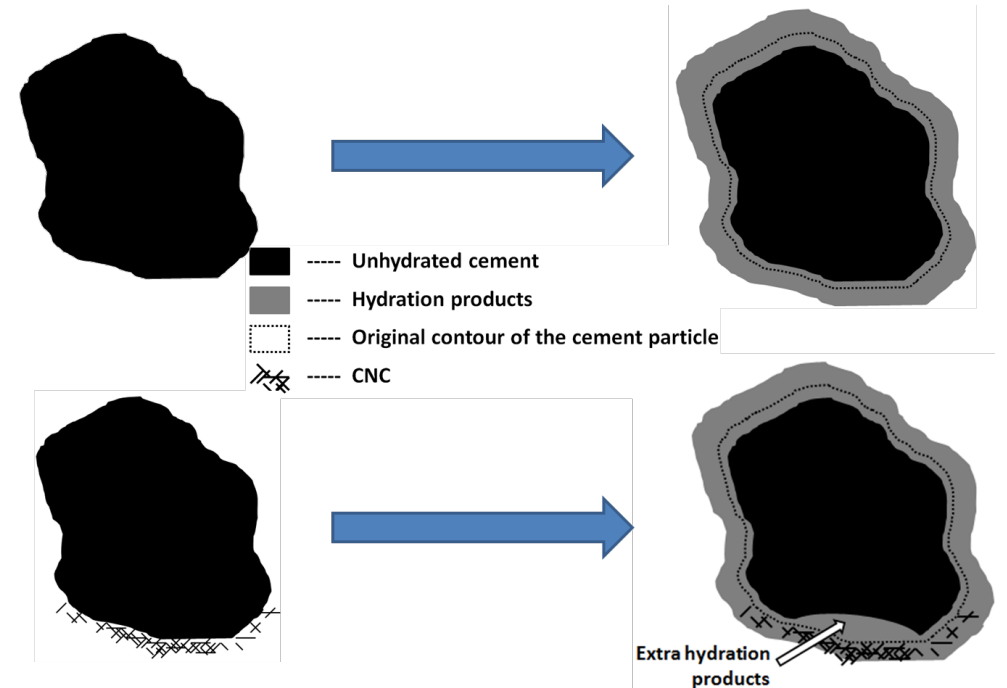 ----- Unhydrated cement
----- Hydration products
----- Original contour of the cement particle
----- CNC
Extra hydration
products